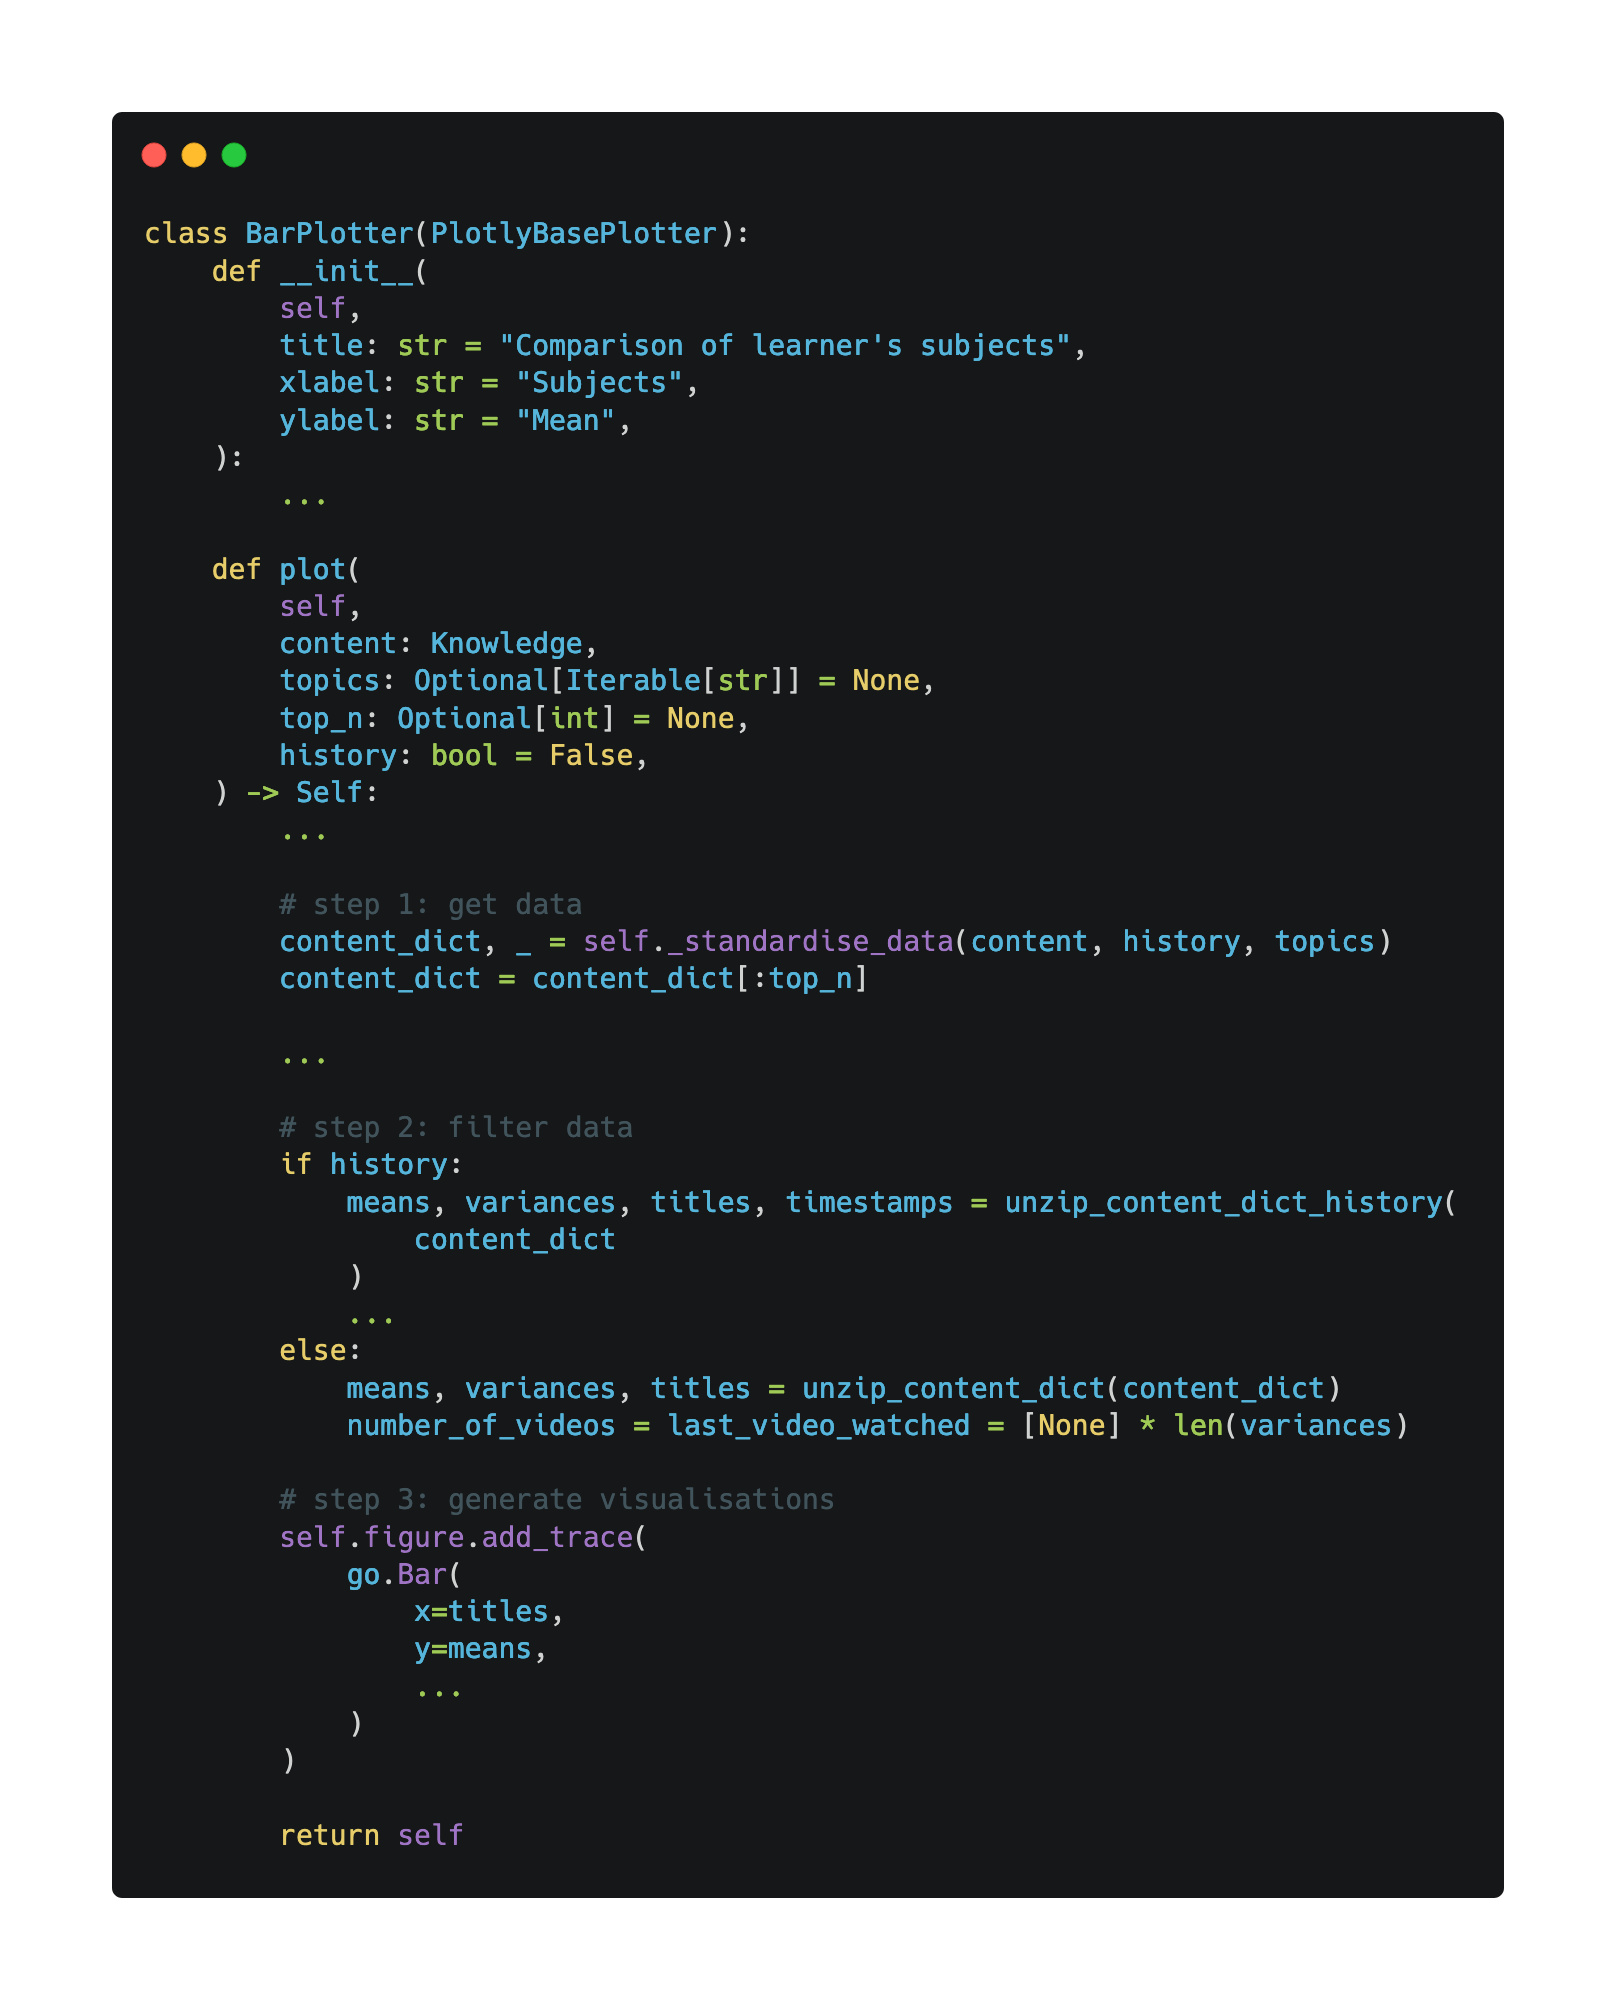 class BarPlotter(PlotlyBasePlotter):
    def __init__(
        self,
        title: str = "Comparison of learner's subjects",
        xlabel: str = "Subjects",
        ylabel: str = "Mean",
    ):
        ...

    def plot(
        self,
        content: Knowledge,
        topics: Optional[Iterable[str]] = None,
        top_n: Optional[int] = None,
        history: bool = False,
    ) -> Self:
        ...

        # step 1: get data
        content_dict, _ = self._standardise_data(content, history, topics)
        content_dict = content_dict[:top_n]

        ...

        # step 2: filter data
        if history:
            means, variances, titles, timestamps = unzip_content_dict_history(
                content_dict
            )
            ...
        else:
            means, variances, titles = unzip_content_dict(content_dict)
            number_of_videos = last_video_watched = [None] * len(variances)

        # step 3: generate visualisations
        self.figure.add_trace(
            go.Bar(
                x=titles,
                y=means,
                ...
            )
        )

        return self